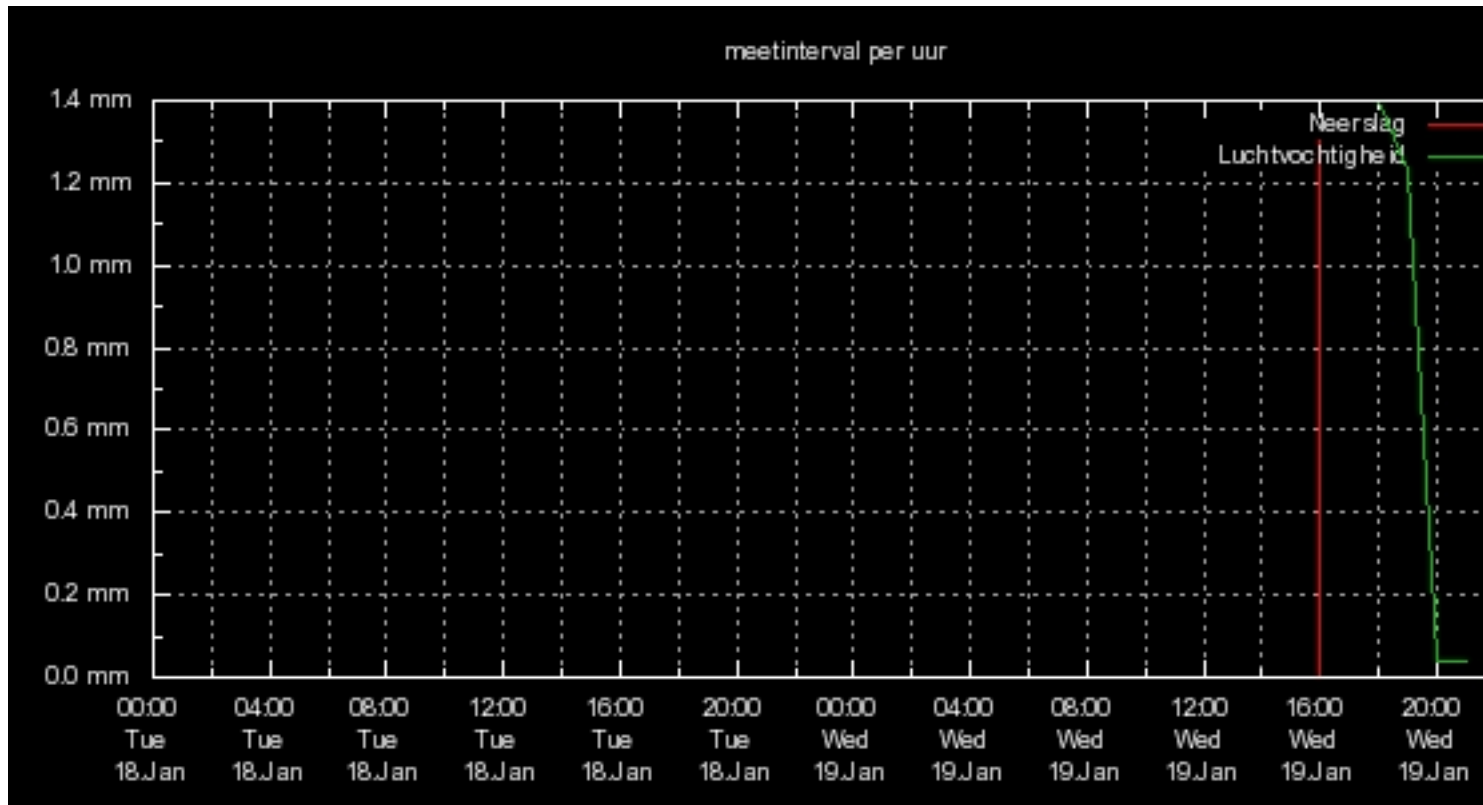 meetinterval per uur
1.4 mm
Neerslag
Luchtvochtigheid
1.2 mm
1.0 mm
0.8 mm
0.6 mm
0.4 mm
0.2 mm
0.0 mm
00:00 04:00 08:00 12:00 16:00 20:00 00:00 04:00 08:00 12:00 16:00 20:00
Tue Tue Tue Tue Tue Tue Wed Wed Wed Wed Wed Wed
18.Jan 18.Jan 18.Jan 18.Jan 18.Jan 18.Jan 19.Jan 19.Jan 19.Jan 19.Jan 19.Jan 19.Jan